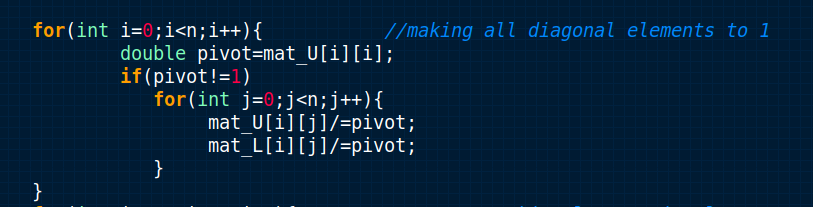 for(int i=0;i<n;i++){ //making all diagonal elements to 1
double pivot=mat_U[i][i];
if(pivot!=1)
for(int j=0;j<n;j++){
mat_U[i][j]/=pivot;
mat_L[i][j]/=pivot;
}
}